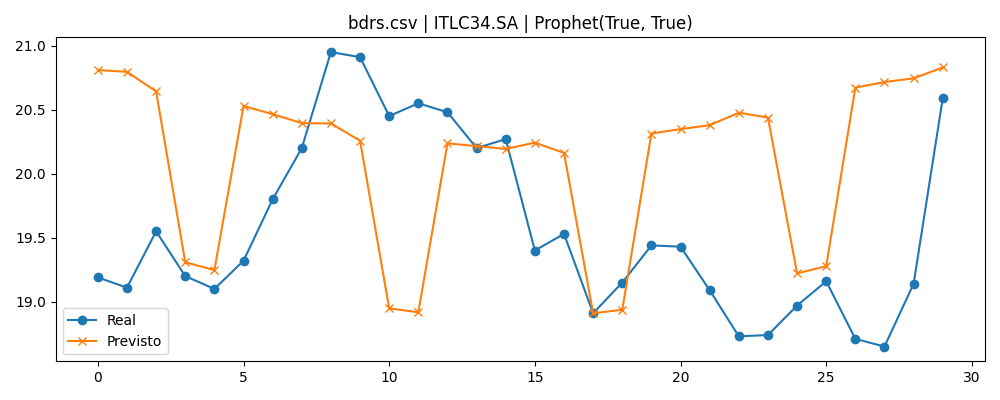 bdrs.csv | ITLC34.SA | Prophet(True, True)
21.0
20.5
20.0
19.5
19.0
Real
Previsto
0 5 10 15 20 25 30